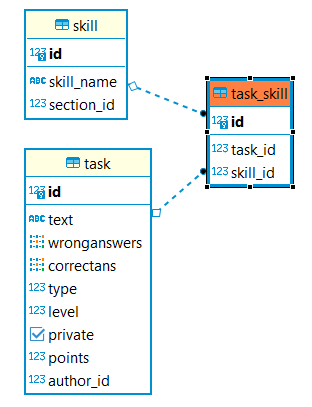 skill
123 id
ABC skill_name
123 section_id
task_skill
123 id
123 task_id
123 skill_id
task
123 id
ABC text
wronganswers
correctans
123 type
123 level
private
123 points
123 author_id